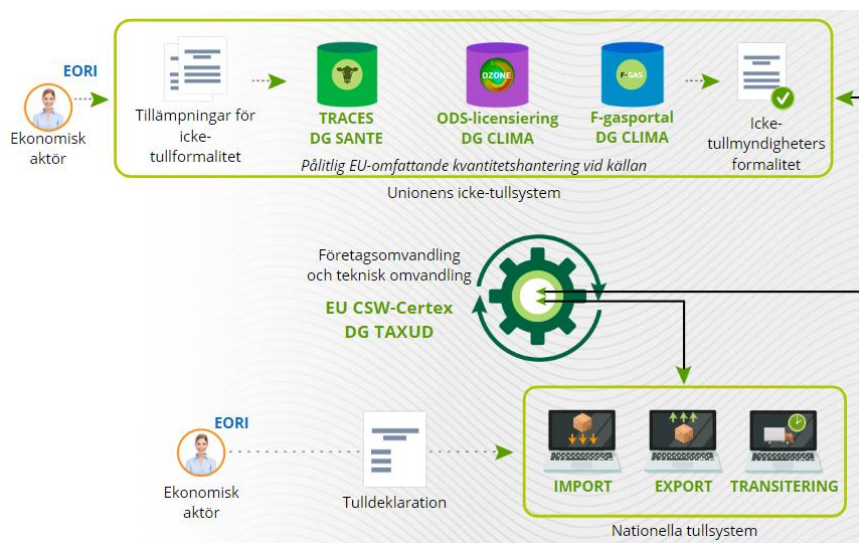 EORI
Ekonomisk
aktör
Tillämpningar för
icke-
tullformalitet
TRACES
DG SANTE
OZONE
ODS-licensiering
DG CLIMA
F-GAS
F-gasportal
DG CLIMA
Icke-
tullmyndigheters
formalitet
Pålitlig EU-omfattande kvantitetshantering vid källan
Unionens icke-tullsystem
Företagsomvandling
och teknisk omvandling
EU CSW-Certex
DG TAXUD
EORI
Ekonomisk
aktör
Tulldeklaration
IMPORT
EXPORT
TRANSITERING
Nationella tullsystem